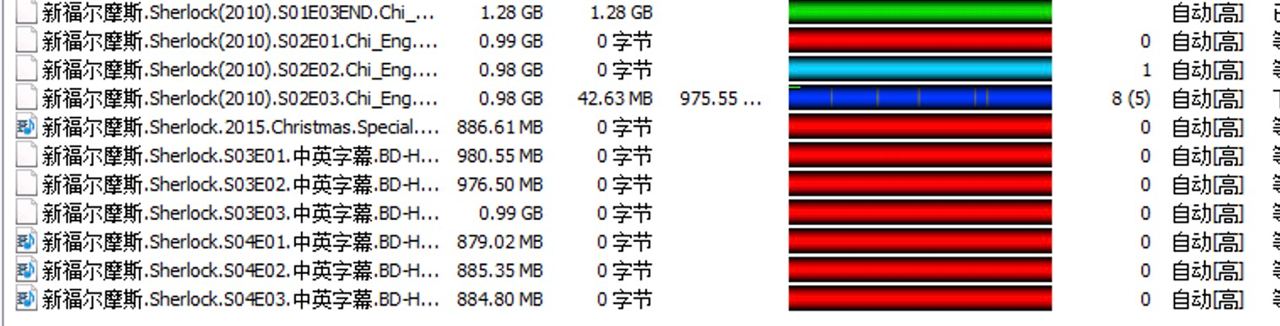 新福尔摩斯.Sherlock(2010).S01E03END.Chi_... 1.28 GB 1.28 GB 自动[高]
新福尔摩斯.Sherlock(2010).S02E01.Chi_Eng.... 0.99 GB 0 字节 0 自动[高]
新福尔摩斯.Sherlock(2010).S02E02.Chi_Eng.... 0.98 GB 0 字节 1 自动[高]
新福尔摩斯.Sherlock(2010).S02E03.Chi_Eng.... 0.98 GB 42.63 MB 975.55 ... 8 (5) 自动[高]
新福尔摩斯.Sherlock.2015.Christmas.Special.... 886.61 MB 0 字节 0 自动[高]
新福尔摩斯.Sherlock.S03E01.中英字幕.BD-H... 980.55 MB 0 字节 0 自动[高]
新福尔摩斯.Sherlock.S03E02.中英字幕.BD-H... 976.50 MB 0 字节 0 自动[高]
新福尔摩斯.Sherlock.S03E03.中英字幕.BD-H... 0.99 GB 0 字节 0 自动[高]
新福尔摩斯.Sherlock.S04E01.中英字幕.BD-H... 879.02 MB 0 字节 0 自动[高]
新福尔摩斯.Sherlock.S04E02.中英字幕.BD-H... 885.35 MB 0 字节 0 自动[高]
新福尔摩斯.Sherlock.S04E03.中英字幕.BD-H... 884.80 MB 0 字节 0 自动[高]